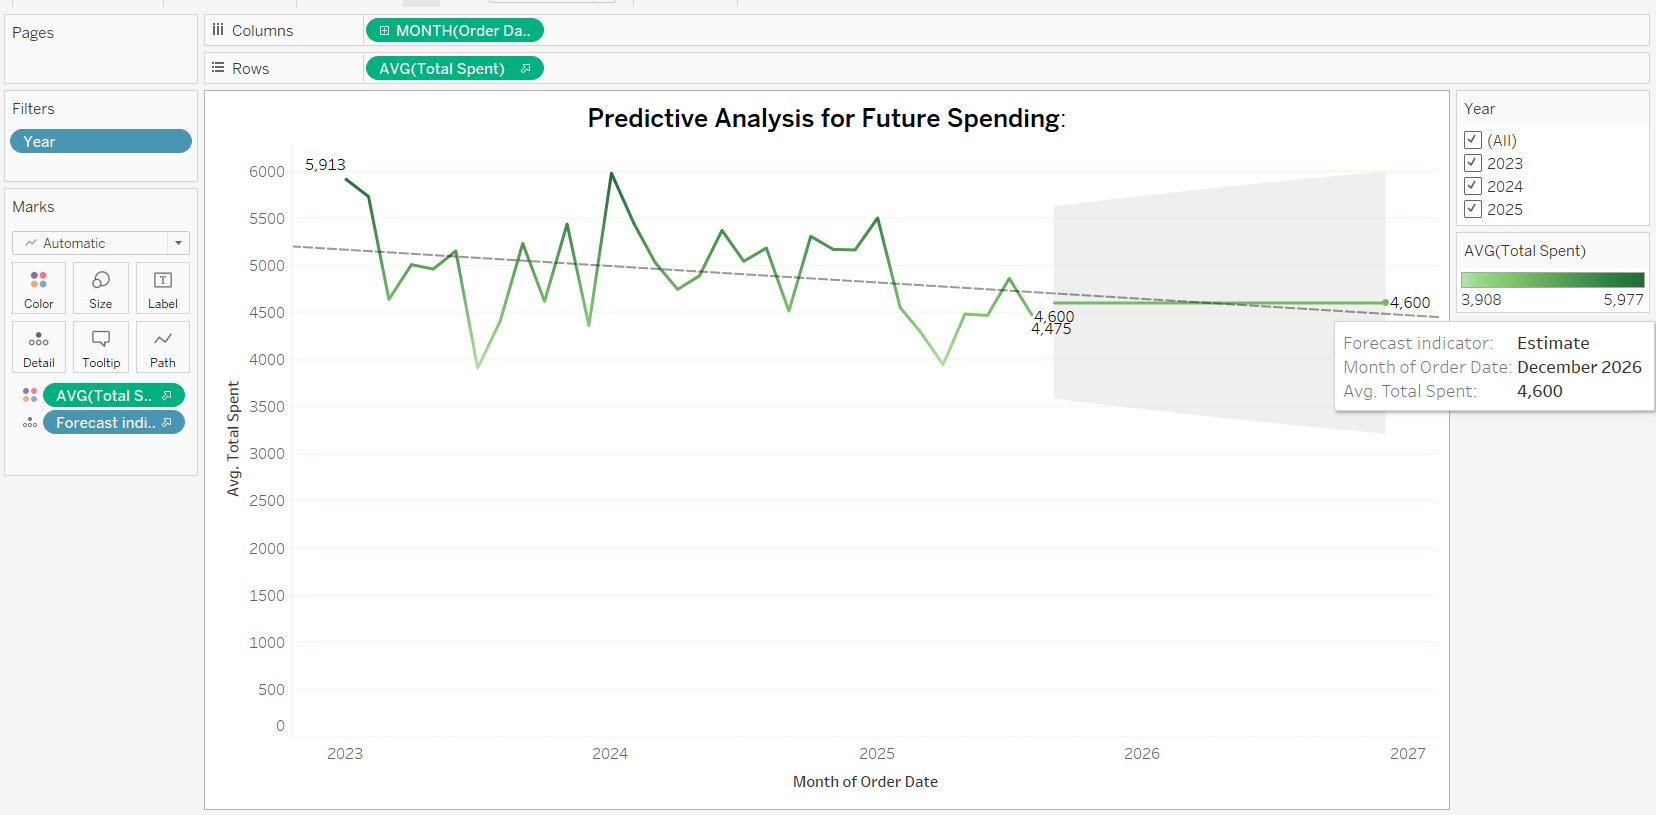 Pages
Columns
MONTH(Order Da..
Rows
AVG(Total Spent)
Filters
Year
Marks
Automatic
Color
Size
Label
Detail
Tooltip
Path
AVG(Total S..
Forecast indi..
Predictive Analysis for Future Spending:
Avg. Total Spent
6000
5500
5000
4500
4000
3500
3000
2500
2000
1500
1000
500
0
5,913
4,600
4,475
4,600
2023
2024
2025
2026
2027
Month of Order Date
Forecast indicator: Estimate
Month of Order Date: December 2026
Avg. Total Spent: 4,600
Year
(All)
2023
2024
2025
AVG(Total Spent)
3,908 5,977